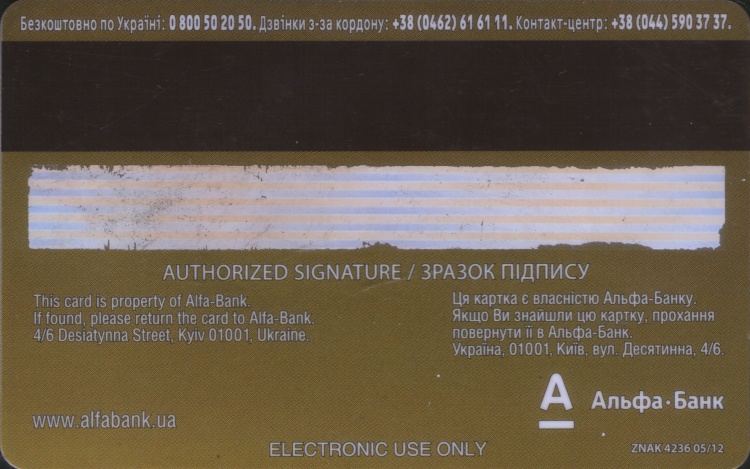 Безкоштовно по Україні: 0 800 50 20 50. Дзвінки з-за кордону: +38 (0462) 61 61 11. Контакт-центр: +38 (044) 590 37 37.
AUTHORIZED SIGNATURE / ЗРАЗОК ПІДПИСУ
This card is property of Alfa-Bank.
If found, please return the card to Alfa-Bank.
4/6 Desiatynna Street, Kyiv 01001, Ukraine.
Ця картка є власністю Альфа-Банку.
Якщо Ви знайшли цю картку, прохання
повернути її в Альфа-Банк.
Україна, 01001, Київ, вул. Десятинна, 4/6.
www.alfabank.ua
А Альфа·Банк
ELECTRONIC USE ONLY
ZNAK 4236 05/12